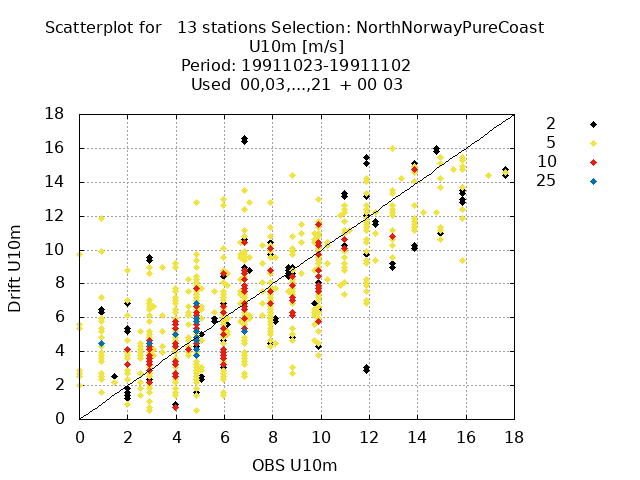 Scatterplot for 13 stations Selection: NorthNorwayPureCoast
U10m [m/s]
Period: 19911023-19911102
Used 00,03,...,21 + 00 03
18
16
14
12
10
8
6
4
2
0
Drift U10m
0 2 4 6 8 10 12 14 16 18
OBS U10m
2
5
10
25